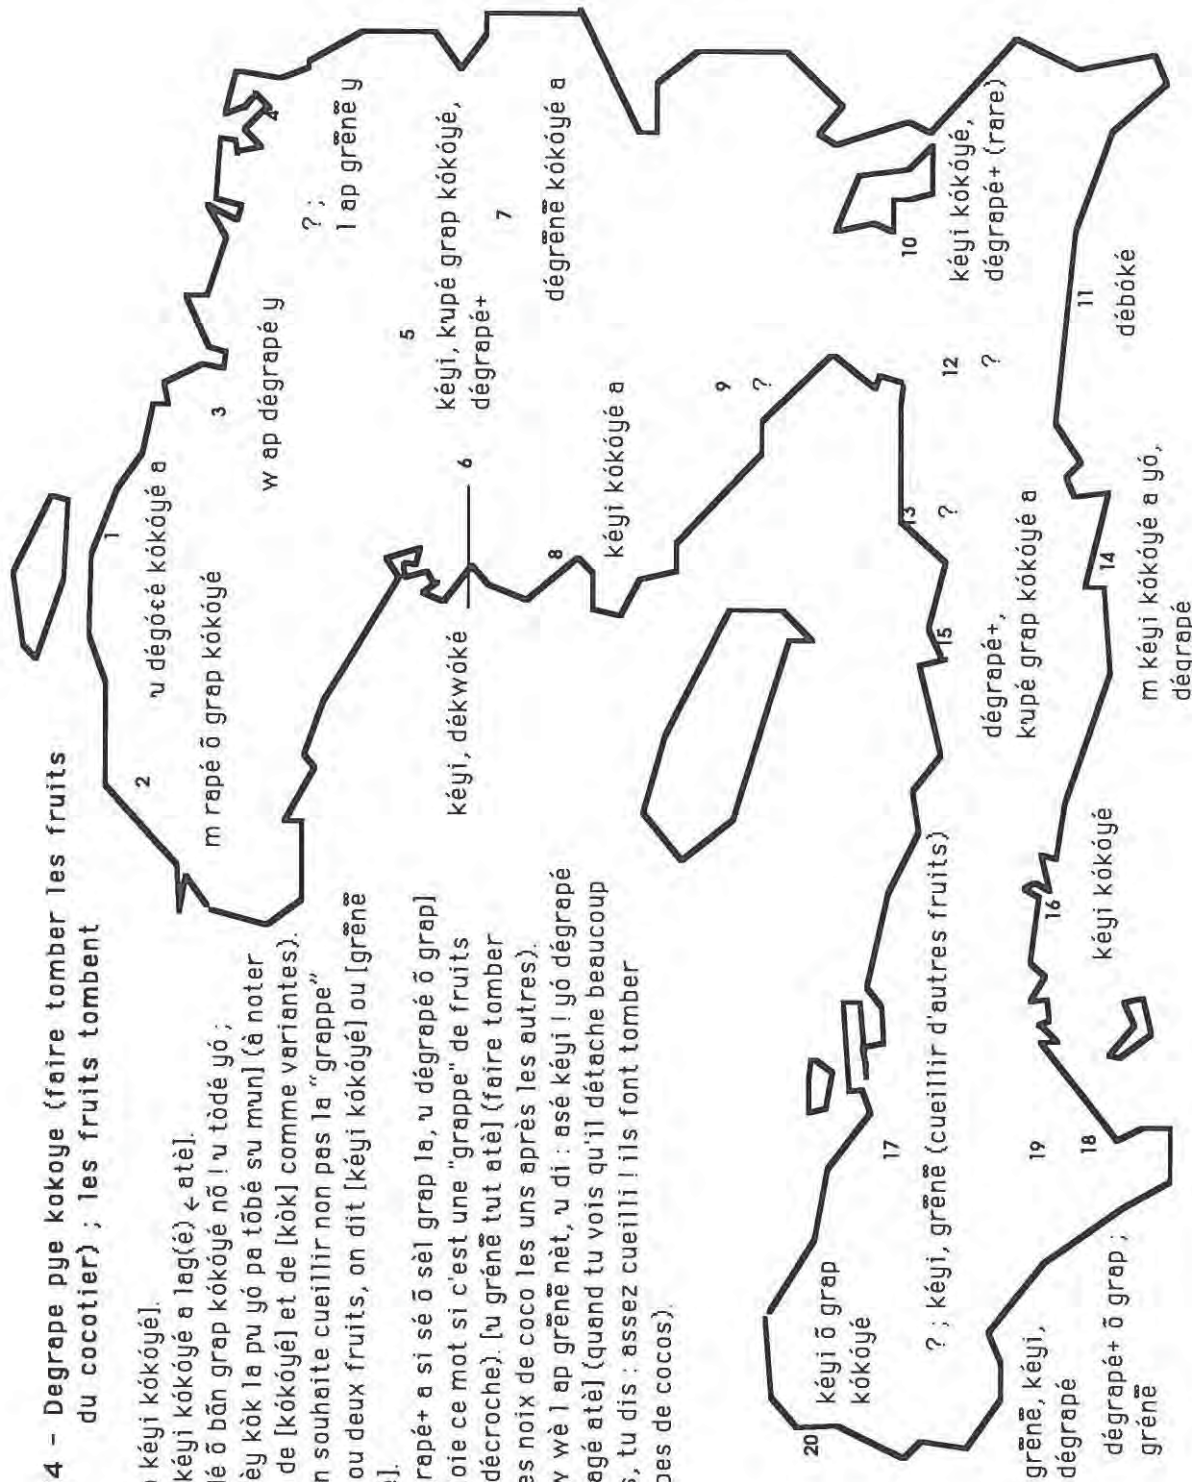 4 – Degrape pye kokoye (faire tomber les fruits
du cocotier) ; les fruits tombent
kéyi kókóyé].
kéyi kókóyé a lag(é) ← atè].
õ bãn grap kókóyé nõ ! u tòdé yó ;
kòk la pu yó pa tõbé su mun] (à noter
de [kókóyé] et de [kòk] comme variantes).
souhaite cueillir non pas la "grappe"
ou deux fruits, on dit [kéyi kókóyé] ou [grẽnẽ
rapé+ a si sé õ sèl grap la, u dégrapé õ grap]
oie ce mot si c'est une "grappe" de fruits
décroche). [u grénẽ tut atè] (faire tomber
es noix de coco les uns après les autres).
wè l ap grẽnẽ nèt, u di : asé kéyi ! yó dégrapé
agé atè] (quand tu vois qu'il détache beaucoup
s, tu dis : assez cueilli ! ils font tomber
pes de cocos).
1
u dégóté kókóyé a
2
m rapé õ grap kókóyé
3
w ap dégrapé y
4
? ;
l ap grẽnẽ y
5
kéyi, kupé grap kókóyé,
dégrapé+
6
kéyi, dékwóké
7
dégrẽnẽ kókóyé a
8
kéyi kókóyé a
9
?
10
kéyi kókóyé,
dégrapé+ (rare)
11
débóké
12
?
13
?
14
m kéyi kókóyé a yó,
dégrapé
15
dégrapé+,
kupé grap kókóyé a
16
kéyi kókóyé
17
? ; kéyi, grẽnẽ (cueillir d'autres fruits)
18
dégrapé+ õ grap ;
grénẽ
19
grẽnẽ, kéyi,
dégrapé
20
kéyi õ grap
kókóyé